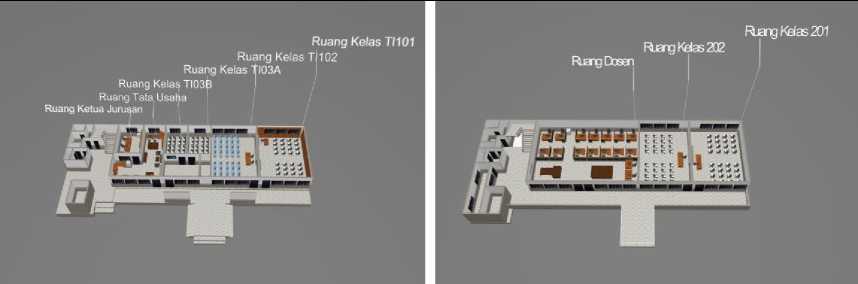 Ruang Kelas TI101
Ruang Kelas TI102
Ruang Kelas TI03A
Ruang Kelas TI03B
Ruang Tata Usaha
Ruang Ketua Jurusan
Ruang Kelas 201
Ruang Kelas 202
Ruang Dosen